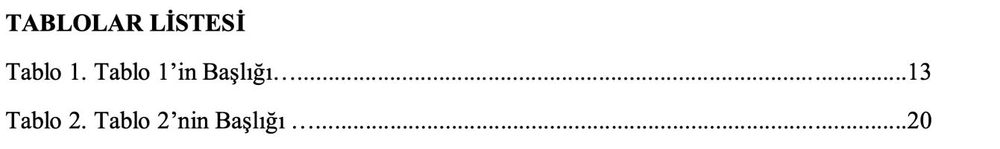 TABLOLAR LİSTESİ
Tablo 1. Tablo 1’in Başlığı…............................................................................................13
Tablo 2. Tablo 2’nin Başlığı …...........................................................................................20